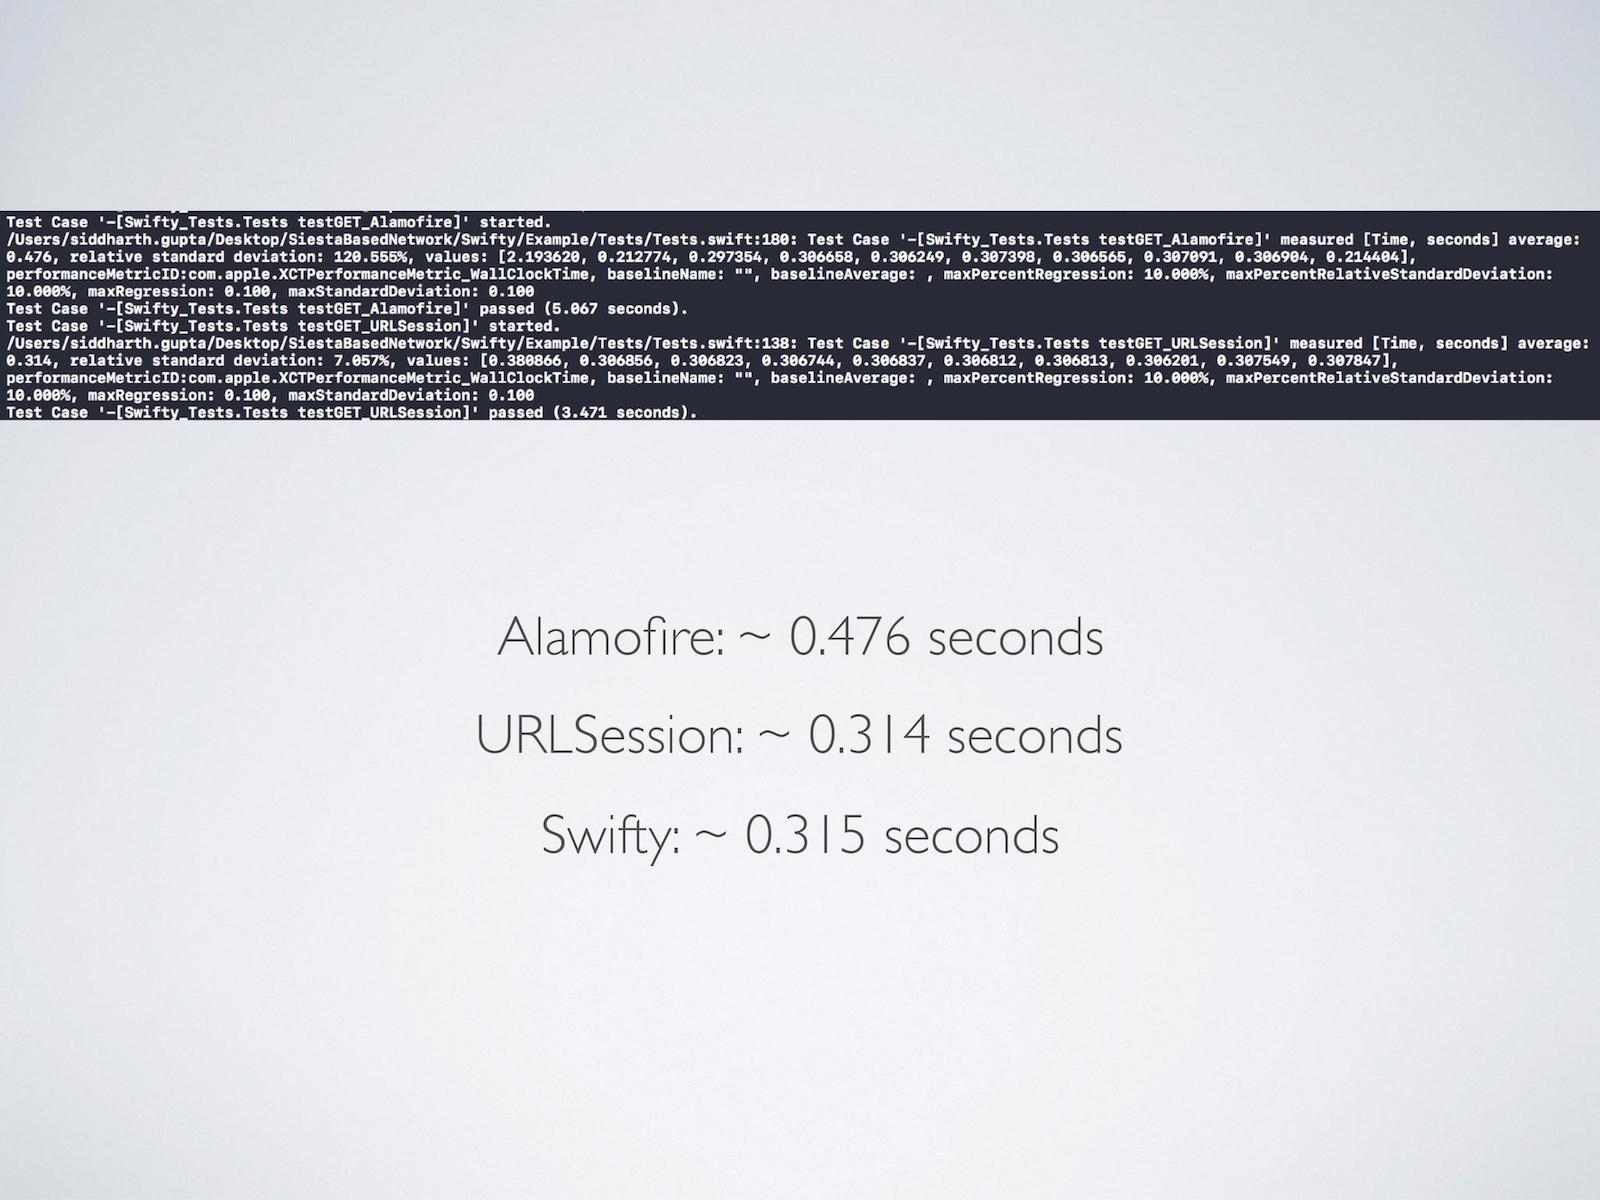 Test Case '-[Swifty_Tests.Tests testGET_Alamofire]' started.
/Users/siddharth.gupta/Desktop/SiestaBasedNetwork/Swifty/Example/Tests/Tests.swift:180: Test Case '-[Swifty_Tests.Tests testGET_Alamofire]' measured [Time, seconds] average:
0.476, relative standard deviation: 120.555%, values: [2.193620, 0.212774, 0.297354, 0.306658, 0.306249, 0.307398, 0.306565, 0.307091, 0.306904, 0.214404],
performanceMetricID:com.apple.XCTPerformanceMetric_WallClockTime, baselineName: "", baselineAverage: , maxPercentRegression: 10.000%, maxPercentRelativeStandardDeviation:
10.000%, maxRegression: 0.100, maxStandardDeviation: 0.100
Test Case '-[Swifty_Tests.Tests testGET_Alamofire]' passed (5.067 seconds).
Test Case '-[Swifty_Tests.Tests testGET_URLSession]' started.
/Users/siddharth.gupta/Desktop/SiestaBasedNetwork/Swifty/Example/Tests/Tests.swift:138: Test Case '-[Swifty_Tests.Tests testGET_URLSession]' measured [Time, seconds] average:
0.314, relative standard deviation: 7.057%, values: [0.380866, 0.306856, 0.306823, 0.306744, 0.306837, 0.306812, 0.306813, 0.306201, 0.307549, 0.307847],
performanceMetricID:com.apple.XCTPerformanceMetric_WallClockTime, baselineName: "", baselineAverage: , maxPercentRegression: 10.000%, maxPercentRelativeStandardDeviation:
10.000%, maxRegression: 0.100, maxStandardDeviation: 0.100
Test Case '-[Swifty_Tests.Tests testGET_URLSession]' passed (3.471 seconds).
Alamofire: ~ 0.476 seconds
URLSession: ~ 0.314 seconds
Swifty: ~ 0.315 seconds